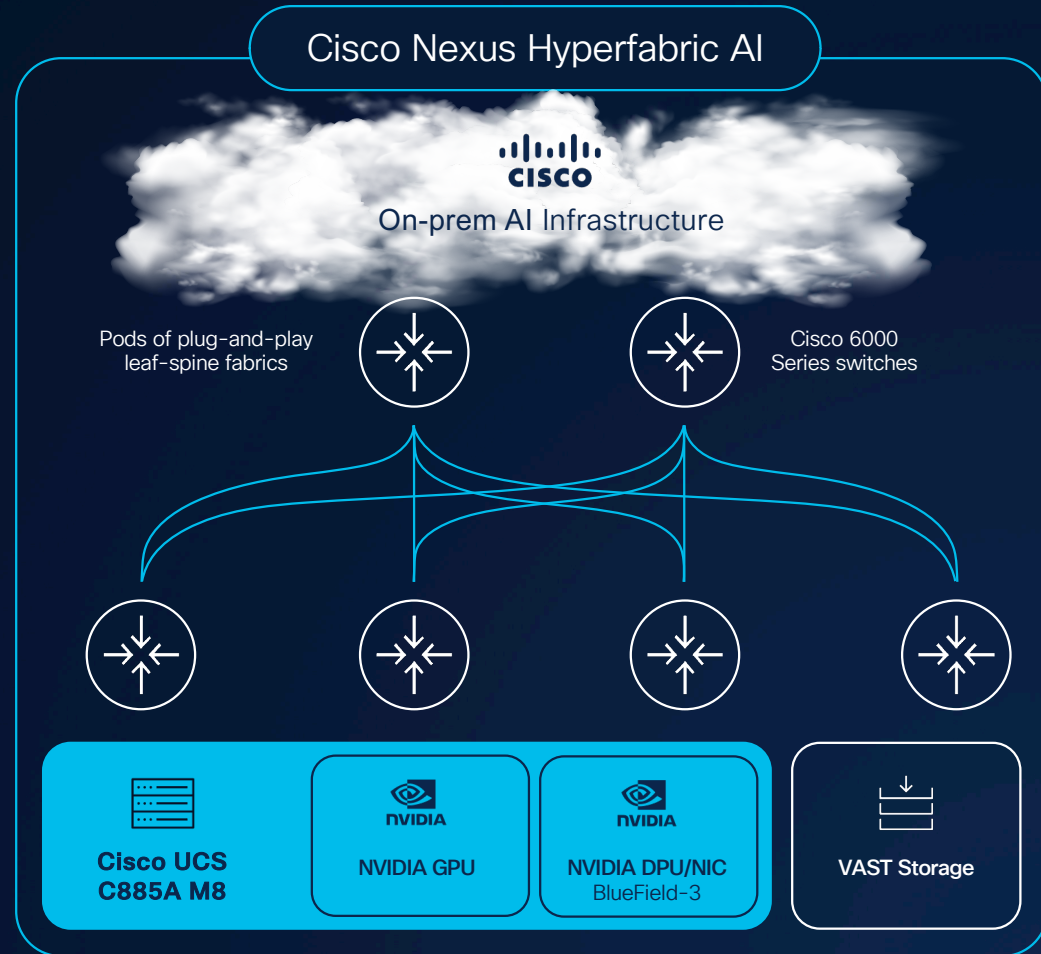 Cisco Nexus Hyperfabric AI
CISCO
On-prem AI Infrastructure
Pods of plug-and-play
leaf-spine fabrics
Cisco 6000
Series switches
Cisco UCS
C885A M8
NVIDIA
NVIDIA GPU
NVIDIA
NVIDIA DPU/NIC
BlueField-3
VAST Storage